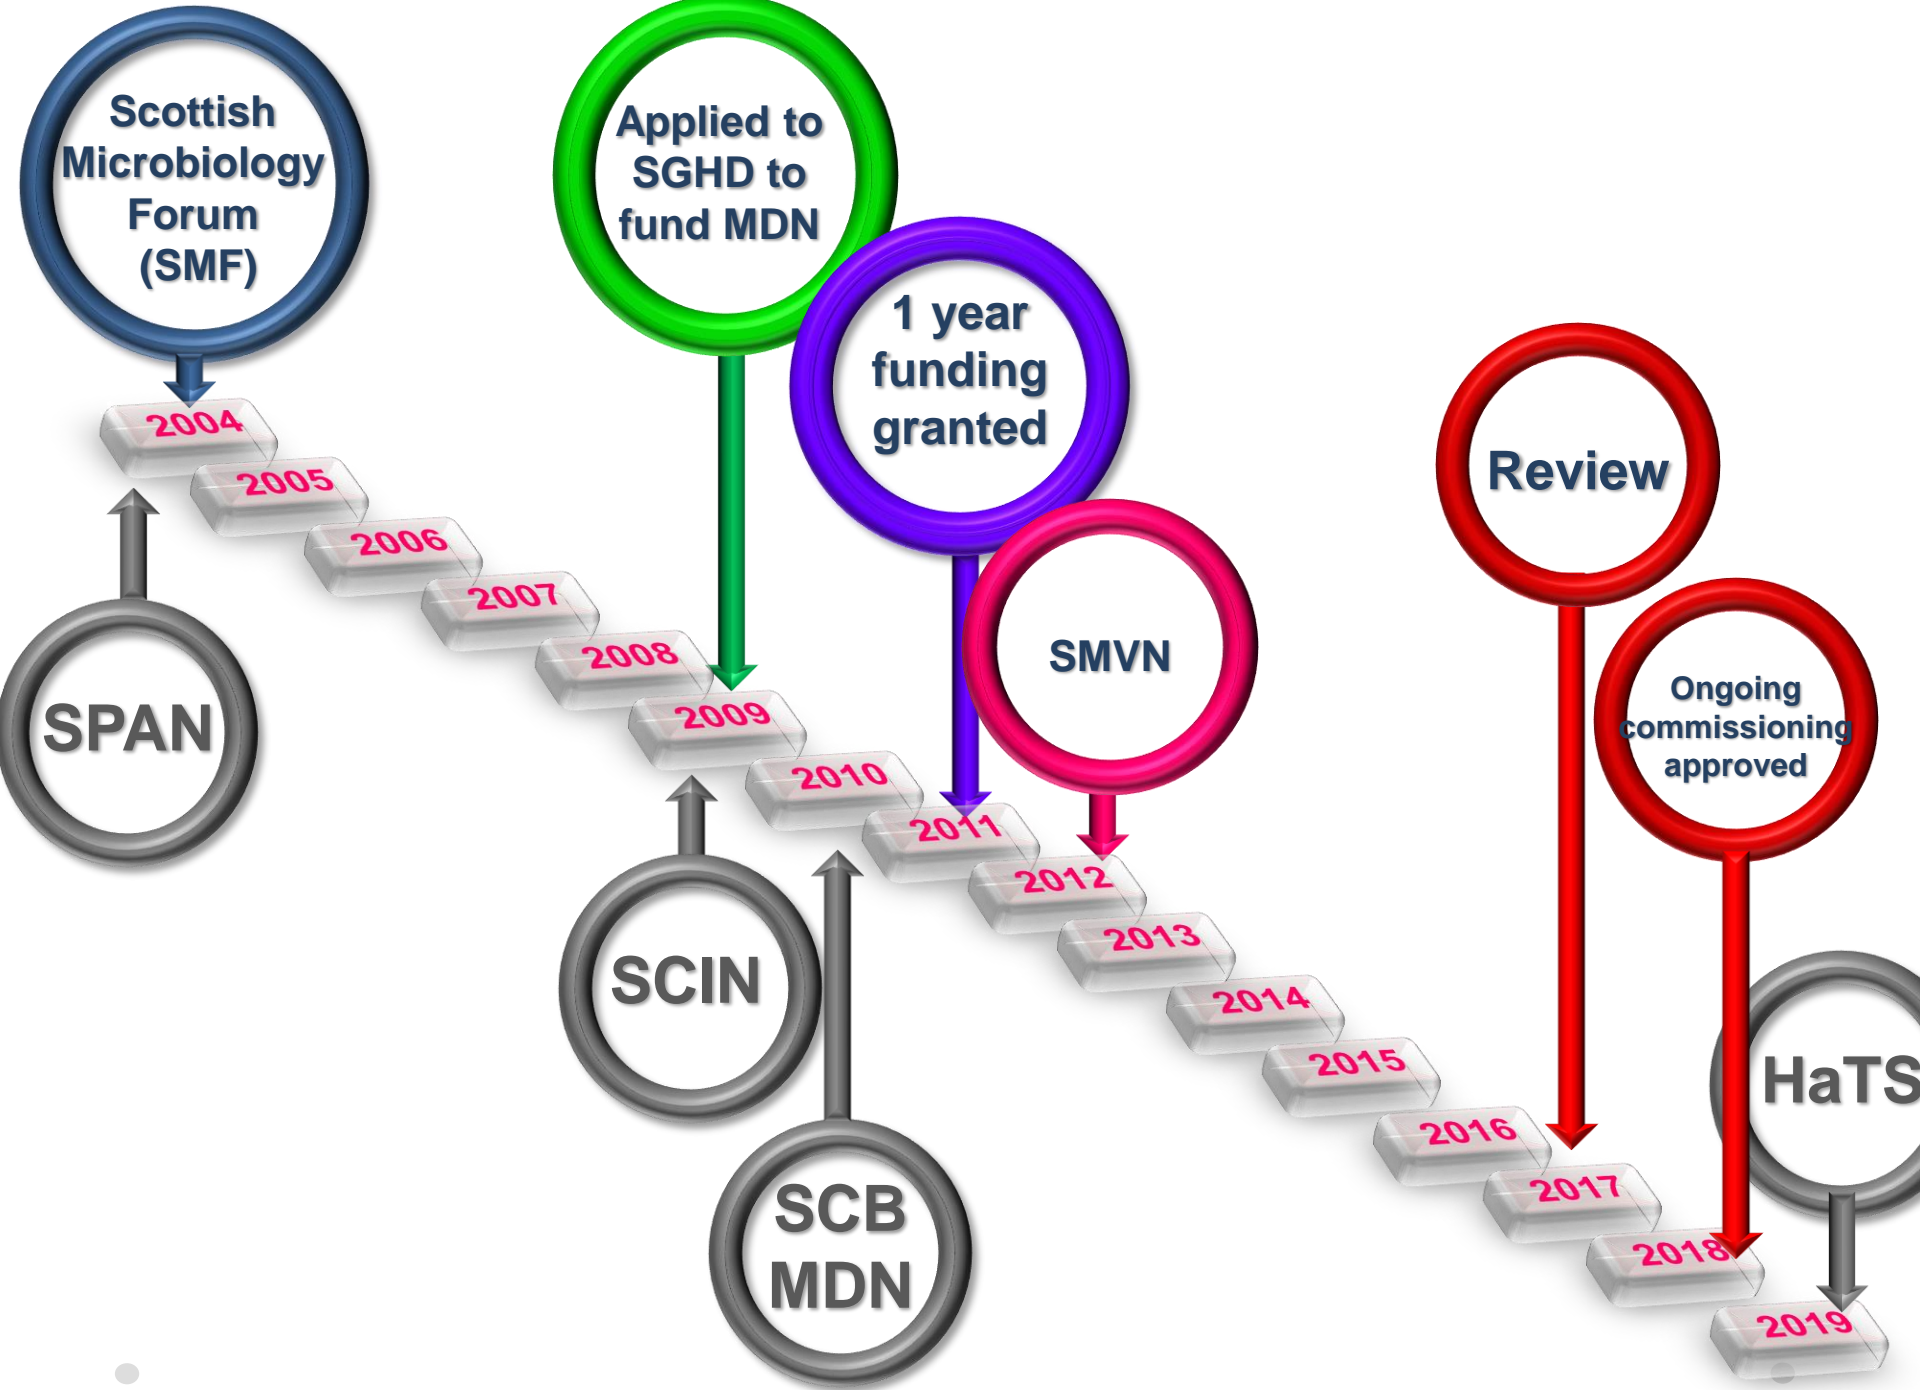 Scottish
Microbiology
Forum
(SMF)
Applied to
SGHD to
fund MDN
1 year
funding
granted
SMVN
Review
Ongoing
commissioning
approved
2004
2005
2006
2007
2008
2009
2010
2011
2012
2013
2014
2015
2016
2017
2018
2019
SPAN
SCIN
SCB
MDN
HaTS